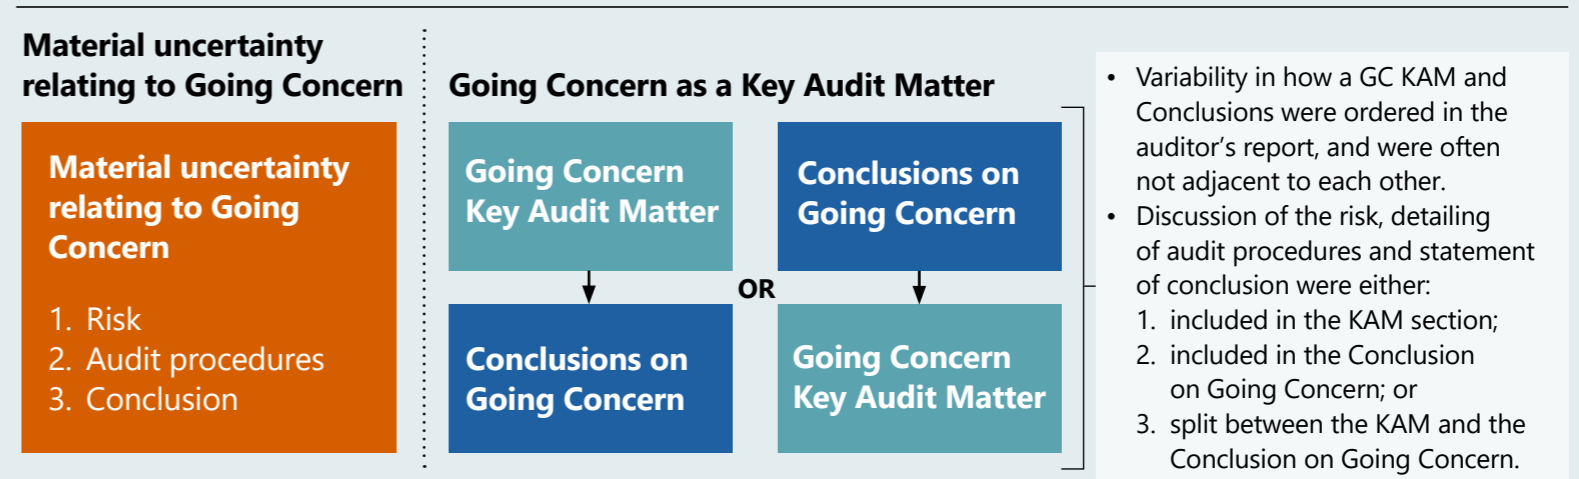 Material uncertainty
relating to Going Concern
Material uncertainty
relating to Going
Concern
1. Risk
2. Audit procedures
3. Conclusion
Going Concern as a Key Audit Matter
Going Concern
Key Audit Matter
Conclusions on
Going Concern
OR
Conclusions on
Going Concern
Going Concern
Key Audit Matter
• Variability in how a GC KAM and
Conclusions were ordered in the
auditor’s report, and were often
not adjacent to each other.
• Discussion of the risk, detailing
of audit procedures and statement
of conclusion were either:
1. included in the KAM section;
2. included in the Conclusion
on Going Concern; or
3. split between the KAM and the
Conclusion on Going Concern.